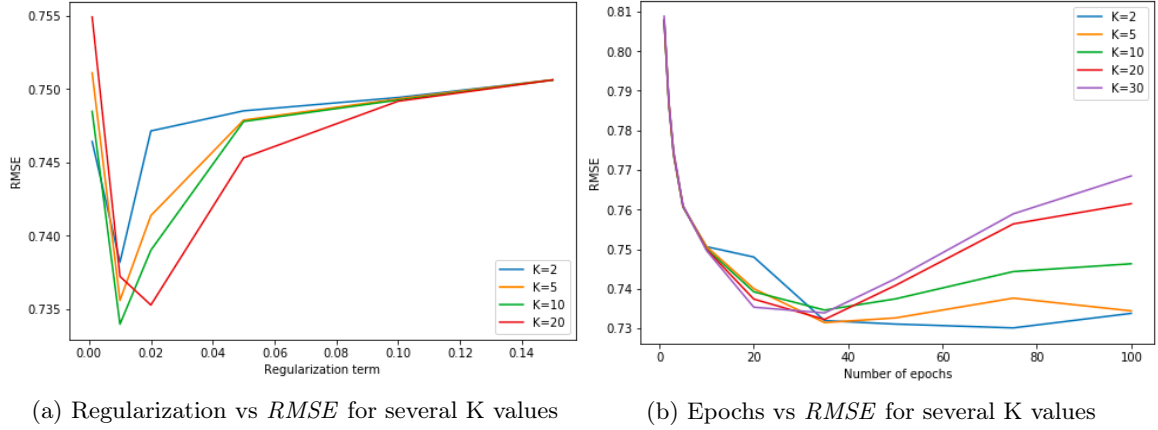 0.755
0.750
0.745
0.740
0.735
RMSE
0.00 0.02 0.04 0.06 0.08 0.10 0.12 0.14
Regularization term
K=2
K=5
K=10
K=20
(a) Regularization vs RMSE for several K values
0.81
0.80
0.79
0.78
0.77
0.76
0.75
0.74
0.73
RMSE
0 20 40 60 80 100
Number of epochs
K=2
K=5
K=10
K=20
K=30
(b) Epochs vs RMSE for several K values